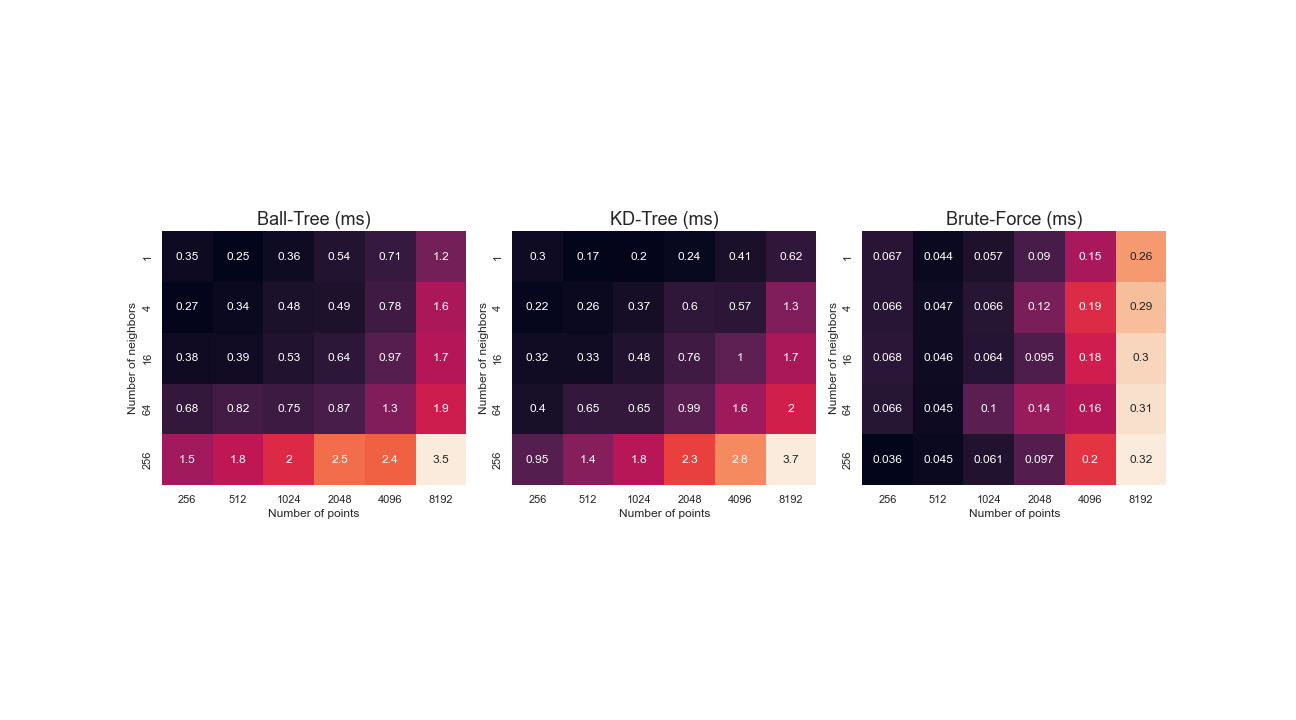 Ball-Tree (ms)
Number of neighbors
1 0.35 0.25 0.36 0.54 0.71 1.2
4 0.27 0.34 0.48 0.49 0.78 1.6
16 0.38 0.39 0.53 0.64 0.97 1.7
64 0.68 0.82 0.75 0.87 1.3 1.9
256 1.5 1.8 2 2.5 2.4 3.5
256 512 1024 2048 4096 8192
Number of points
KD-Tree (ms)
Number of neighbors
1 0.3 0.17 0.2 0.24 0.41 0.62
4 0.22 0.26 0.37 0.6 0.57 1.3
16 0.32 0.33 0.48 0.76 1 1.7
64 0.4 0.65 0.65 0.99 1.6 2
256 0.95 1.4 1.8 2.3 2.8 3.7
256 512 1024 2048 4096 8192
Number of points
Brute-Force (ms)
Number of neighbors
1 0.067 0.044 0.057 0.09 0.15 0.26
4 0.066 0.047 0.066 0.12 0.19 0.29
16 0.068 0.046 0.064 0.095 0.18 0.3
64 0.066 0.045 0.1 0.14 0.16 0.31
256 0.036 0.045 0.061 0.097 0.2 0.32
256 512 1024 2048 4096 8192
Number of points